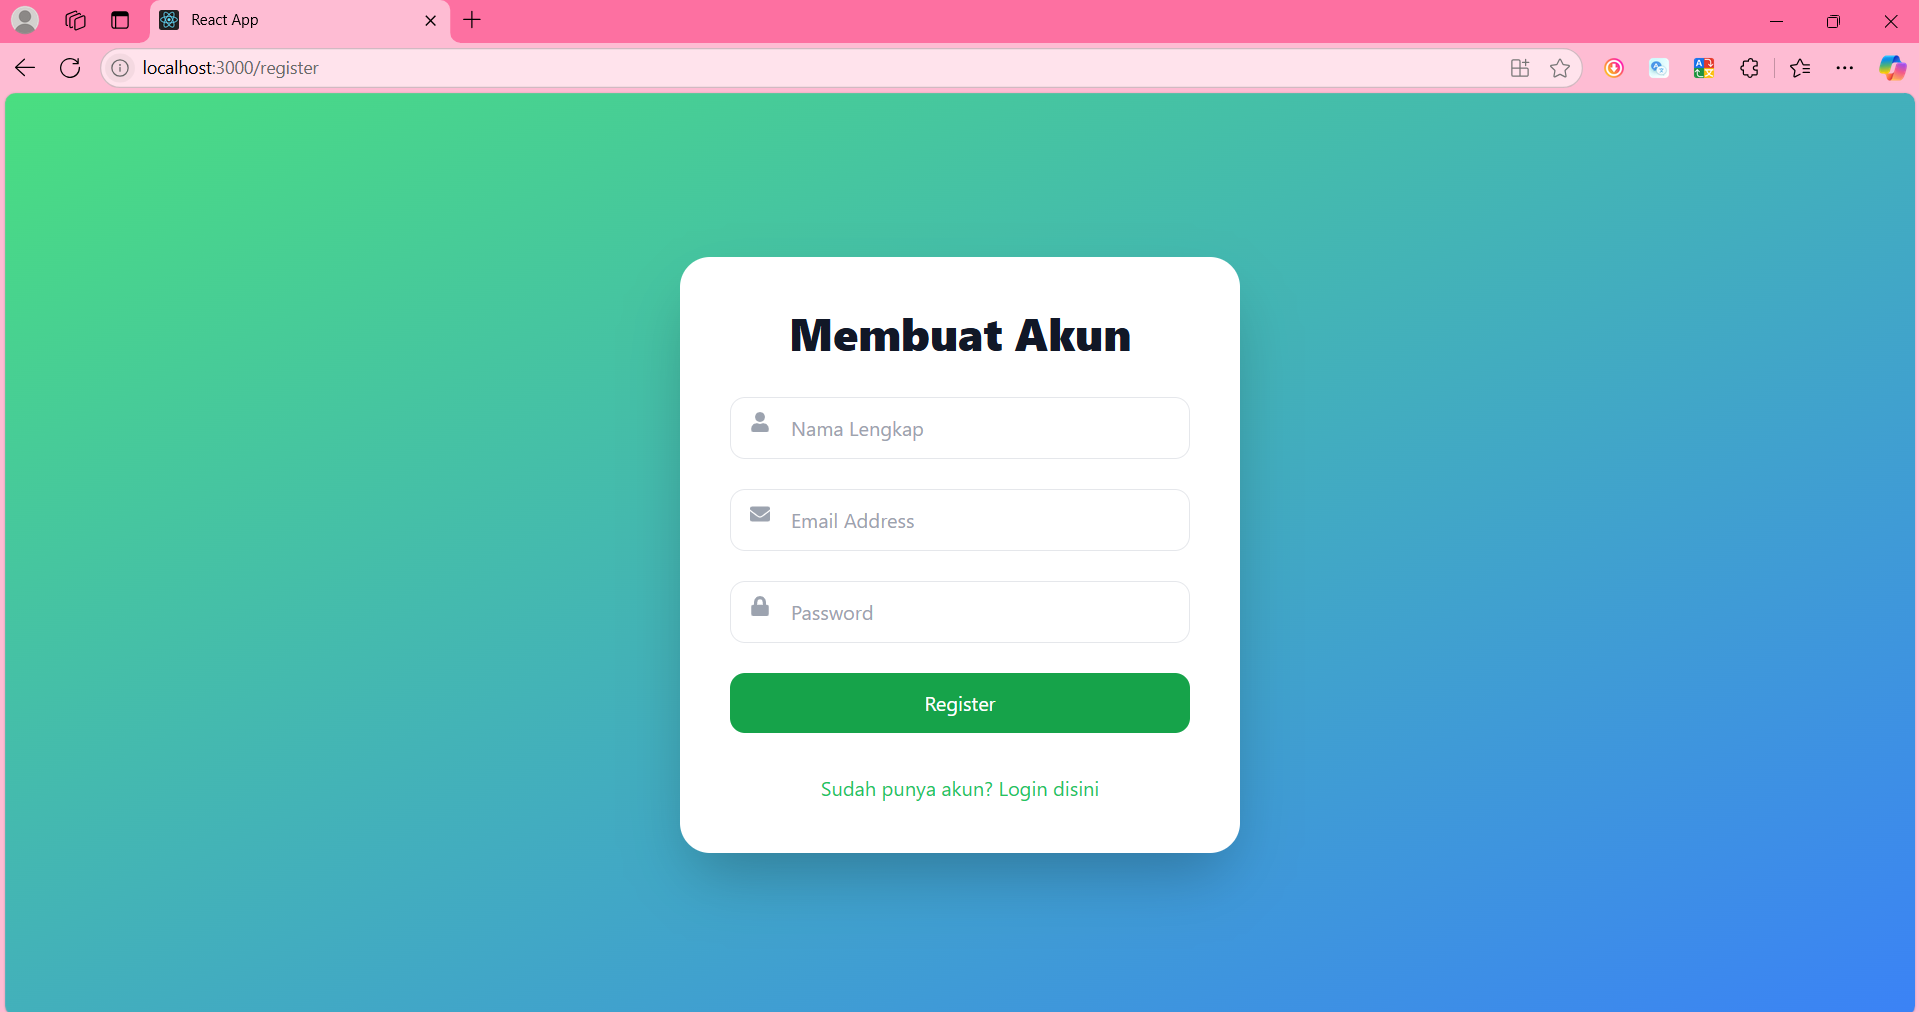 React App
localhost:3000/register
Membuat Akun
Nama Lengkap
Email Address
Password
Register
Sudah punya akun? Login disini